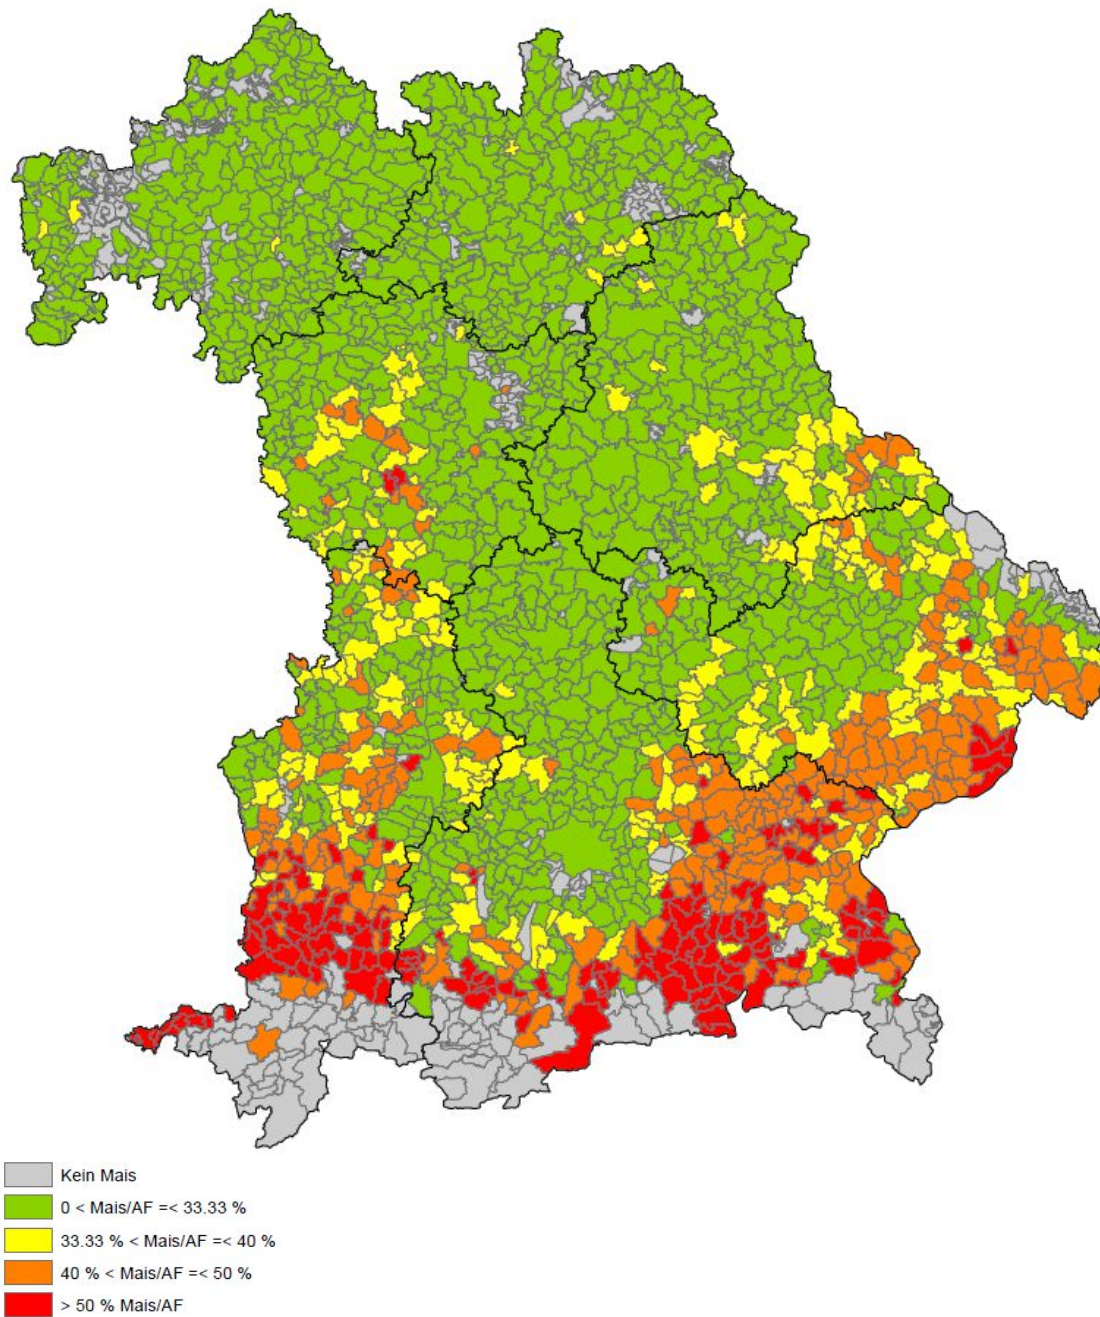 Kein Mais
0 < Mais/AF =< 33.33 %
33.33 % < Mais/AF =< 40 %
40 % < Mais/AF =< 50 %
> 50 % Mais/AF